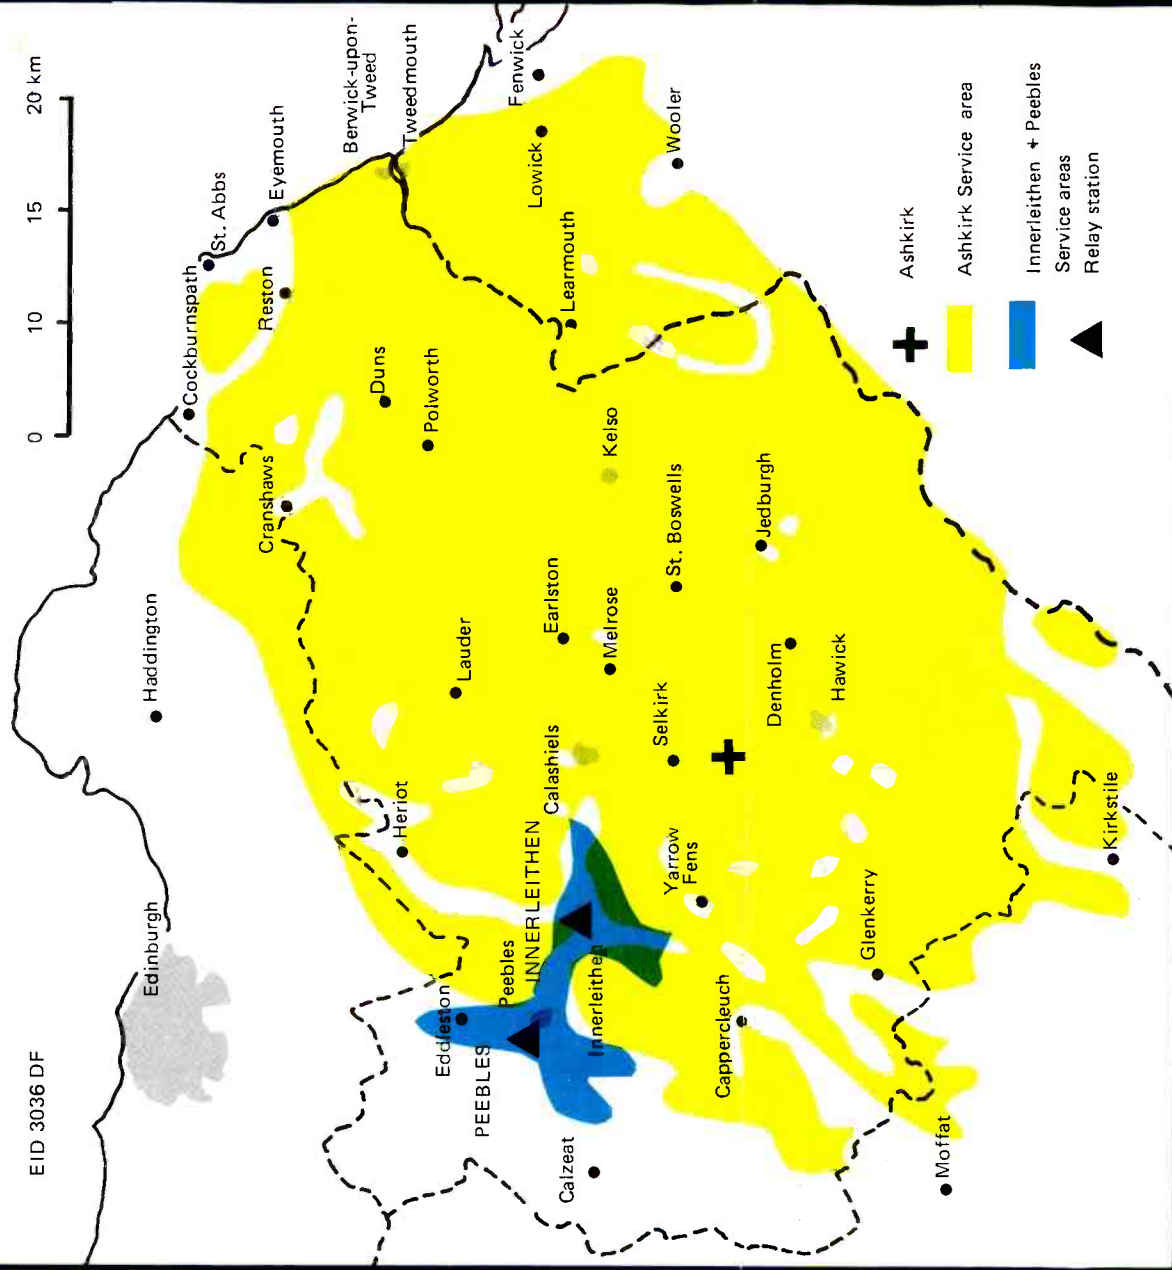 EID 3036 DF
0 10 15 20 km
Edinburgh
Haddington
Cockburnspath
St. Abbs
Eyemouth
Reston
Berwick-upon-
Tweed
Tweedmouth
Fenwick
Lowick
Wooler
Learmouth
Cranshaws
Duns
Polworth
Kelso
Lauder
Earlston
Melrose
St. Boswells
Jedburgh
Heriot
Calashiels
Selkirk
Denholm
Hawick
INNERLEITHEN
Yarrow
Fens
Peebles
Innerleithen
Glenkerry
Kirkstile
Eddleston
PEEBLES
Cappercleuch
Calzeat
Moffat
Ashkirk
Ashkirk Service area
Innerleithen + Peebles
Service areas
Relay station